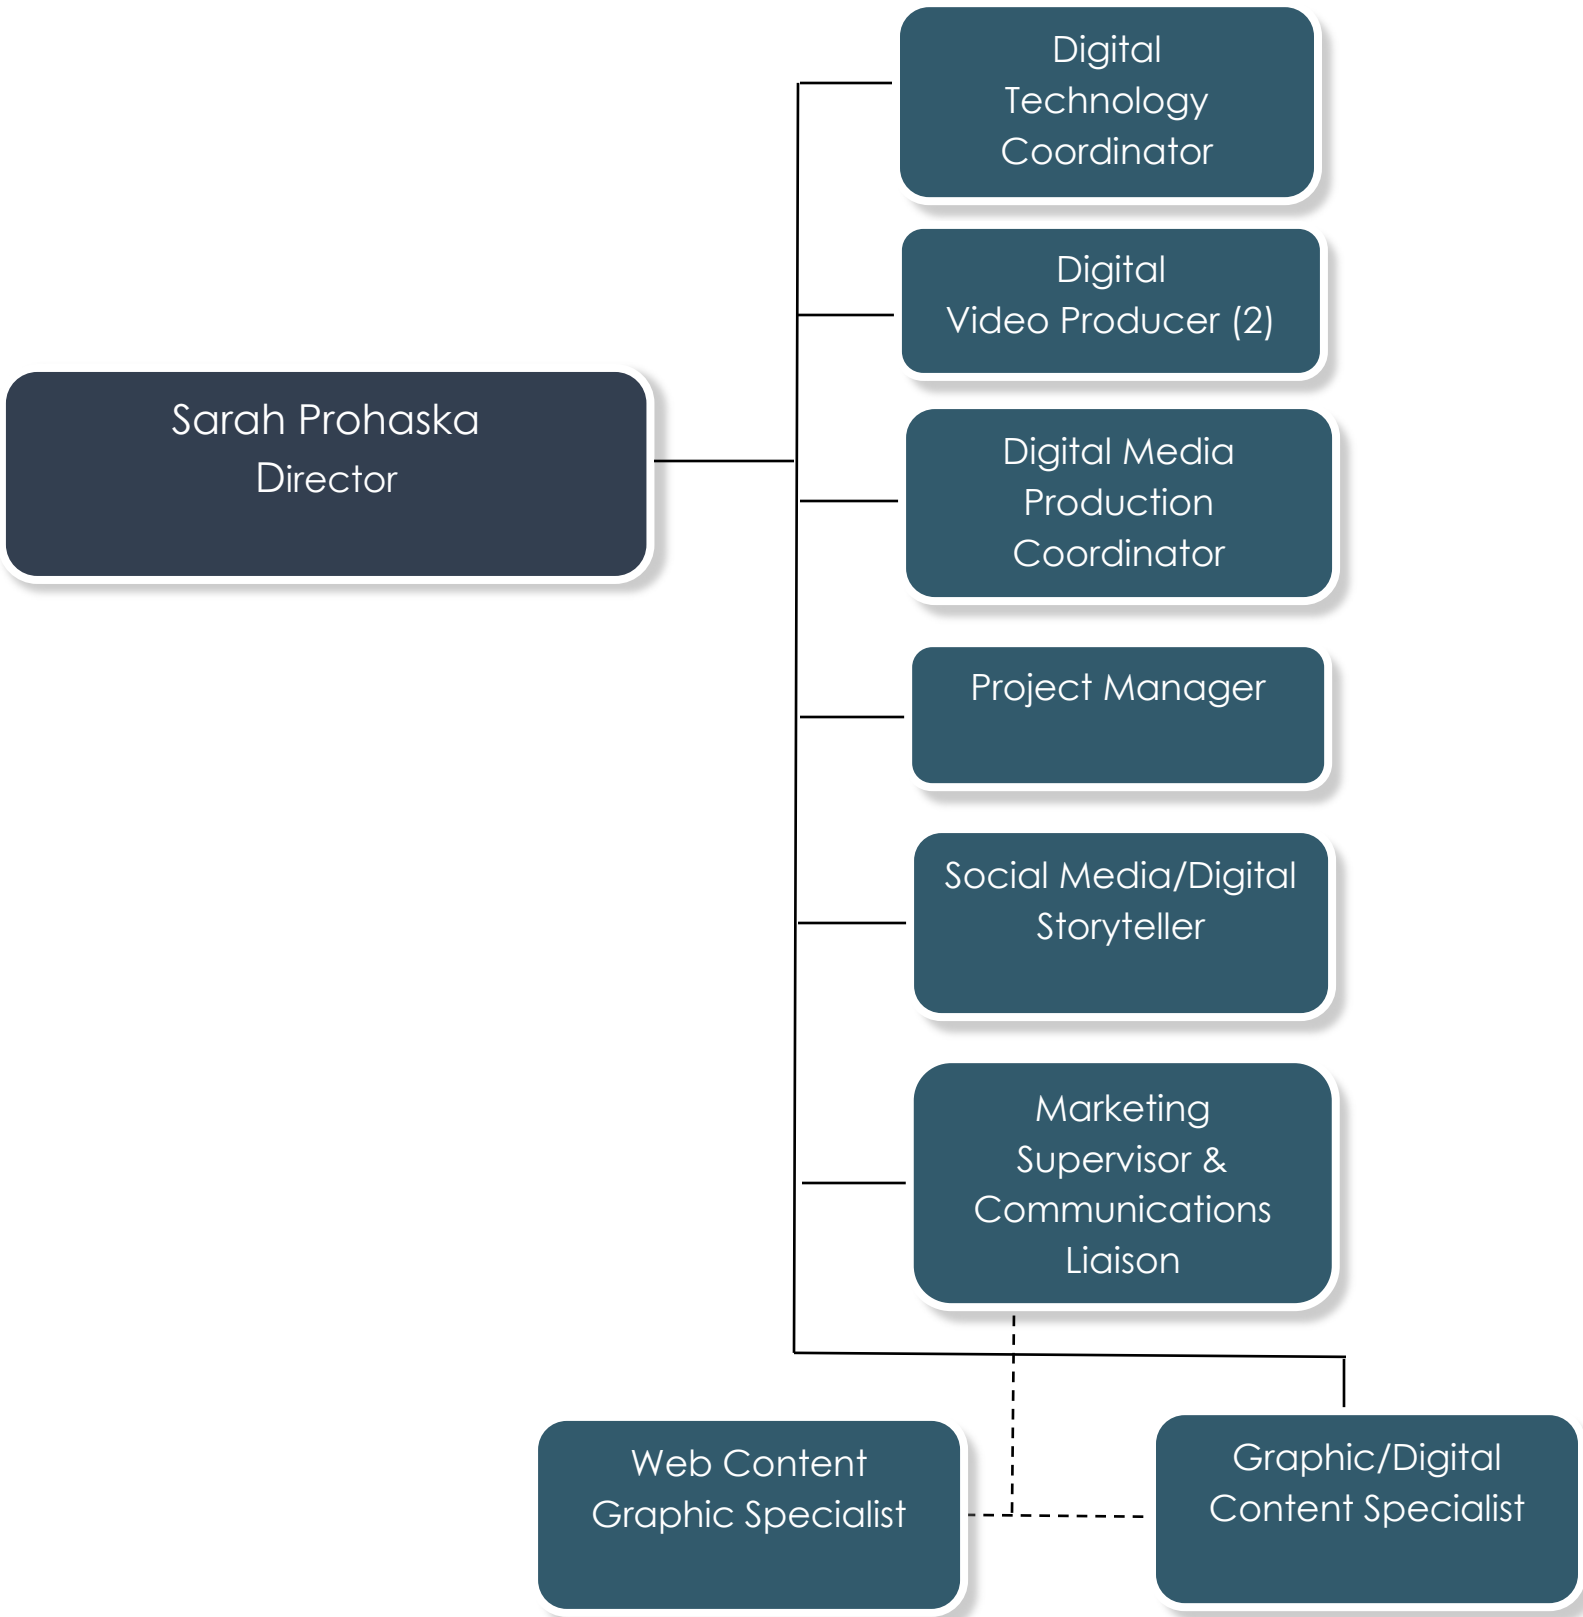 Digital
Technology
Coordinator
Digital
Video Producer (2)
Sarah Prohaska
Director
Digital Media
Production
Coordinator
Project Manager
Social Media/Digital
Storyteller
Marketing
Supervisor &
Communications
Liaison
Web Content
Graphic Specialist
Graphic/Digital
Content Specialist